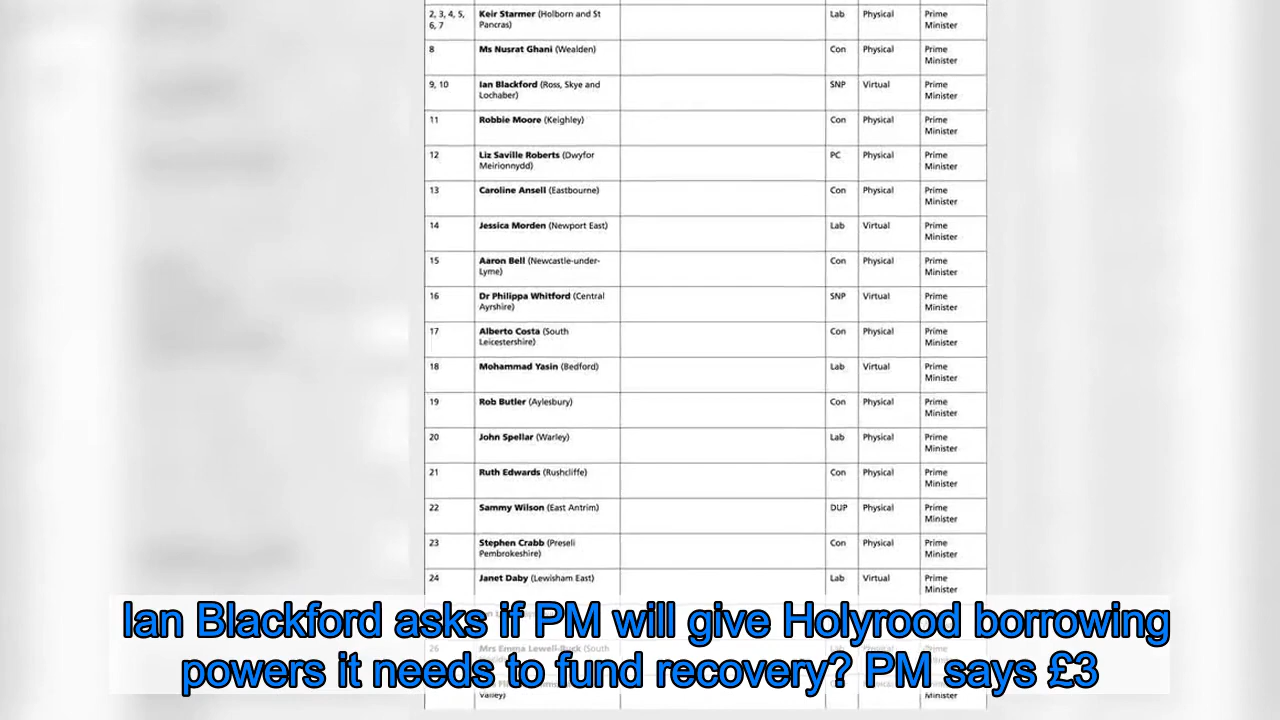 2, 3, 4, 5, Keir Starmer (Holborn and St Lab Physical Prime
6, 7 Pancras) Minister
8 Ms Nusrat Ghani (Wealden) Con Physical Prime
Minister
9, 10 Ian Blackford (Ross, Skye and SNP Virtual Prime
Lochaber) Minister
11 Robbie Moore (Keighley) Con Physical Prime
Minister
12 Liz Saville Roberts (Dwyfor PC Physical Prime
Meirionnydd) Minister
13 Caroline Ansell (Eastbourne) Con Physical Prime
Minister
14 Jessica Morden (Newport East) Lab Virtual Prime
Minister
15 Aaron Bell (Newcastle-under- Con Physical Prime
Lyme) Minister
16 Dr Philippa Whitford (Central SNP Virtual Prime
Ayrshire) Minister
17 Alberto Costa (South Con Physical Prime
Leicestershire) Minister
18 Mohammad Yasin (Bedford) Lab Virtual Prime
Minister
19 Rob Butler (Aylesbury) Con Physical Prime
Minister
20 John Spellar (Warley) Lab Physical Prime
Minister
21 Ruth Edwards (Rushcliffe) Con Physical Prime
Minister
22 Sammy Wilson (East Antrim) DUP Physical Prime
Minister
23 Stephen Crabb (Preseli Con Physical Prime
Pembrokeshire) Minister
24 Janet Daby (Lewisham East) Lab Virtual Prime
Minister
Ian Blackford asks if PM will give Holyrood borrowing
26 Mrs Emma Lewell-Buck (South
powers it needs to fund recovery? PM says £3
Valley) Minister